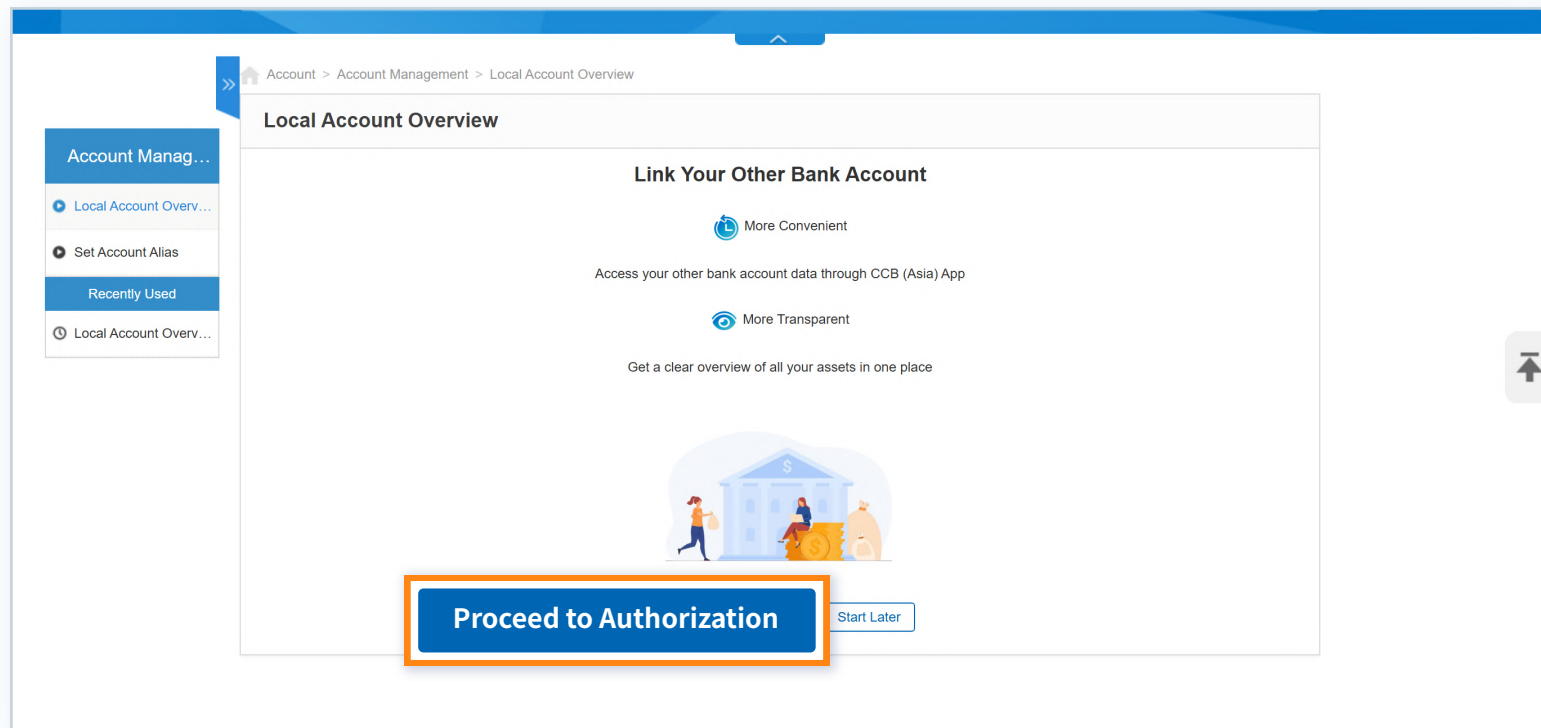 Account > Account Management > Local Account Overview
Local Account Overview
Account Manag...
Local Account Overv...
Set Account Alias
Recently Used
Local Account Overv...
Link Your Other Bank Account
More Convenient
Access your other bank account data through CCB (Asia) App
More Transparent
Get a clear overview of all your assets in one place
$
$
Proceed to Authorization
Start Later